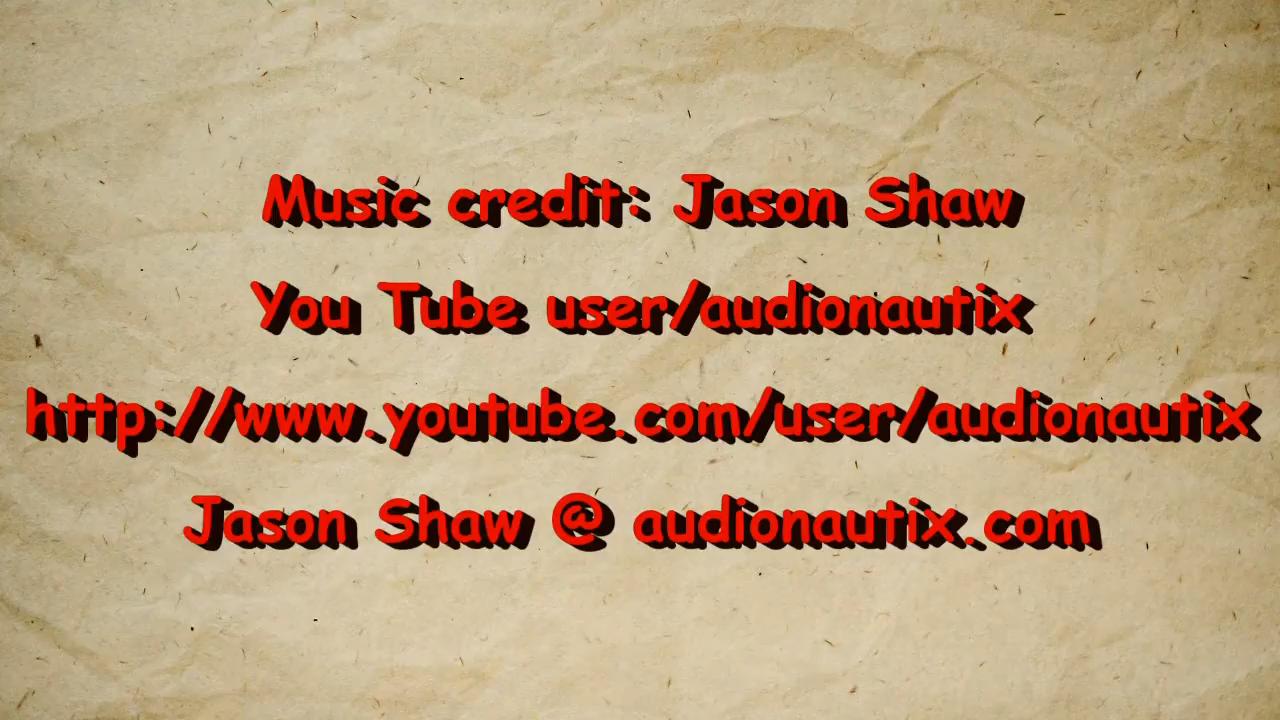 Music credit: Jason Shaw
You Tube user/audionautix
http://www.youtube.com/user/audionautix
Jason Shaw @ audionautix.com